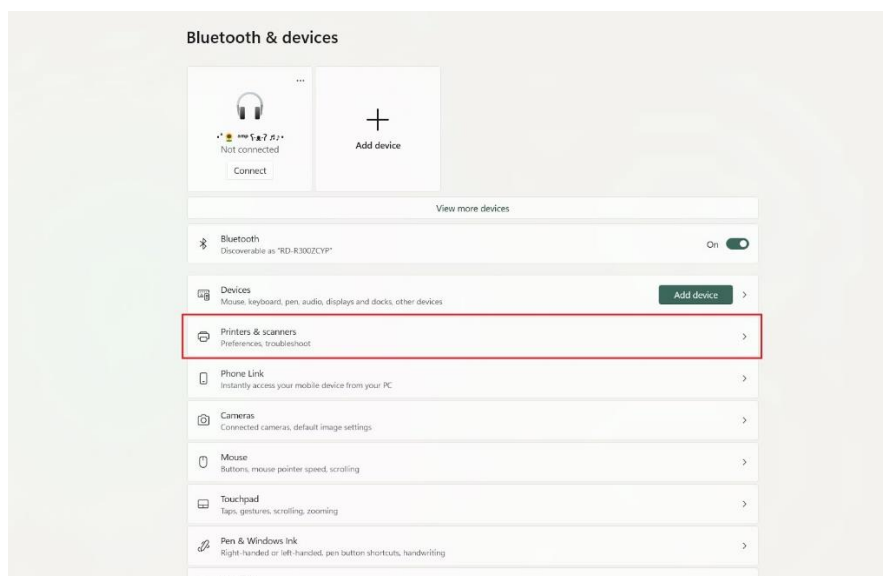 Bluetooth & devices
...
Not connected
Connect
Add device
View more devices
Bluetooth
Discoverable as "RD-R300ZCYP"
On
Devices
Mouse, keyboard, pen, audio, displays and docks, other devices
Add device
Printers & scanners
Preferences, troubleshoot
Phone Link
Instantly access your mobile device from your PC
Cameras
Connected cameras, default image settings
Mouse
Buttons, mouse pointer speed, scrolling
Touchpad
Taps, gestures, scrolling, zooming
Pen & Windows Ink
Right-handed or left-handed, pen button shortcuts, handwriting